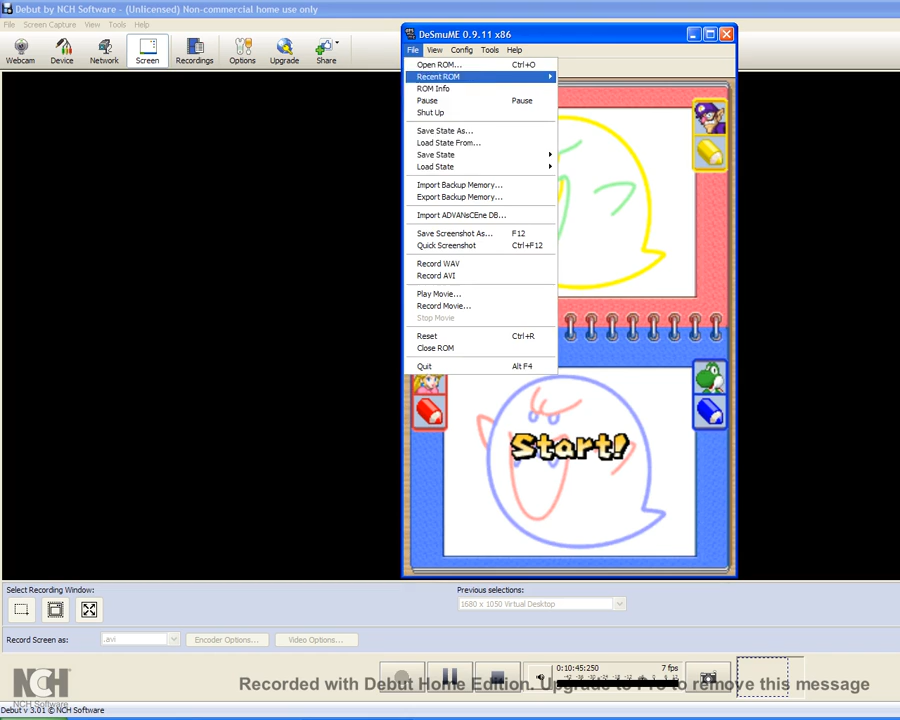 Debut by NCH Software - (Unlicensed) Non-commercial home use only
File Screen Capture View Tools Help
Webcam Device Network Screen Recordings Options Upgrade Share
DeSmuME 0.9.11 x86
File View Config Tools Help
Open ROM... Ctrl+O
Recent ROM
ROM Info
Pause Pause
Shut Up
Save State As...
Load State From...
Save State
Load State
Import Backup Memory...
Export Backup Memory...
Import ADVANsCEne DB...
Save Screenshot As... F12
Quick Screenshot Ctrl+F12
Record WAV
Record AVI
Play Movie...
Record Movie...
Stop Movie
Reset Ctrl+R
Close ROM
Quit Alt F4
Start!
Select Recording Window:
Previous selections:
1680 x 1050 Virtual Desktop
Record Screen as: .avi Encoder Options... Video Options...
0:10:45:250 7 fps
NCH
NCH Software
Recorded with Debut Home Edition. Upgrade to Pro to remove this message
Debut v 3.01 © NCH Software